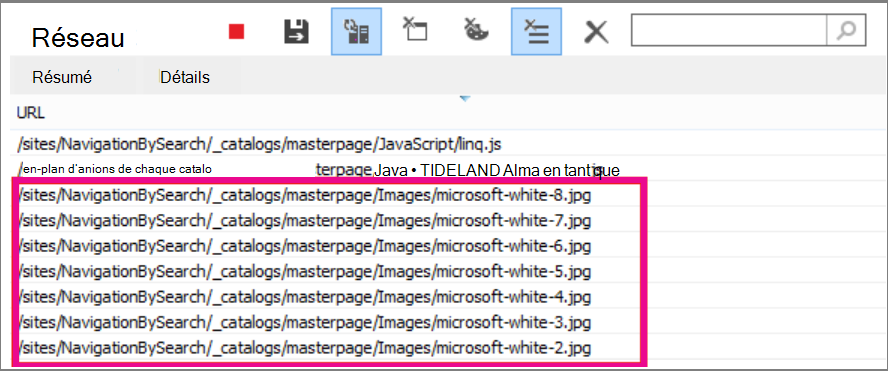 Réseau
Résumé Détails
URL
/sites/NavigationBySearch/_catalogs/masterpage/JavaScript/linq.js
/en-plan d'anions de chaque catalo terpage Java • TIDELAND Alma en tant que
/sites/NavigationBySearch/_catalogs/masterpage/Images/microsoft-white-8.jpg
/sites/NavigationBySearch/_catalogs/masterpage/Images/microsoft-white-7.jpg
/sites/NavigationBySearch/_catalogs/masterpage/Images/microsoft-white-6.jpg
/sites/NavigationBySearch/_catalogs/masterpage/Images/microsoft-white-5.jpg
/sites/NavigationBySearch/_catalogs/masterpage/Images/microsoft-white-4.jpg
/sites/NavigationBySearch/_catalogs/masterpage/Images/microsoft-white-3.jpg
/sites/NavigationBySearch/_catalogs/masterpage/Images/microsoft-white-2.jpg